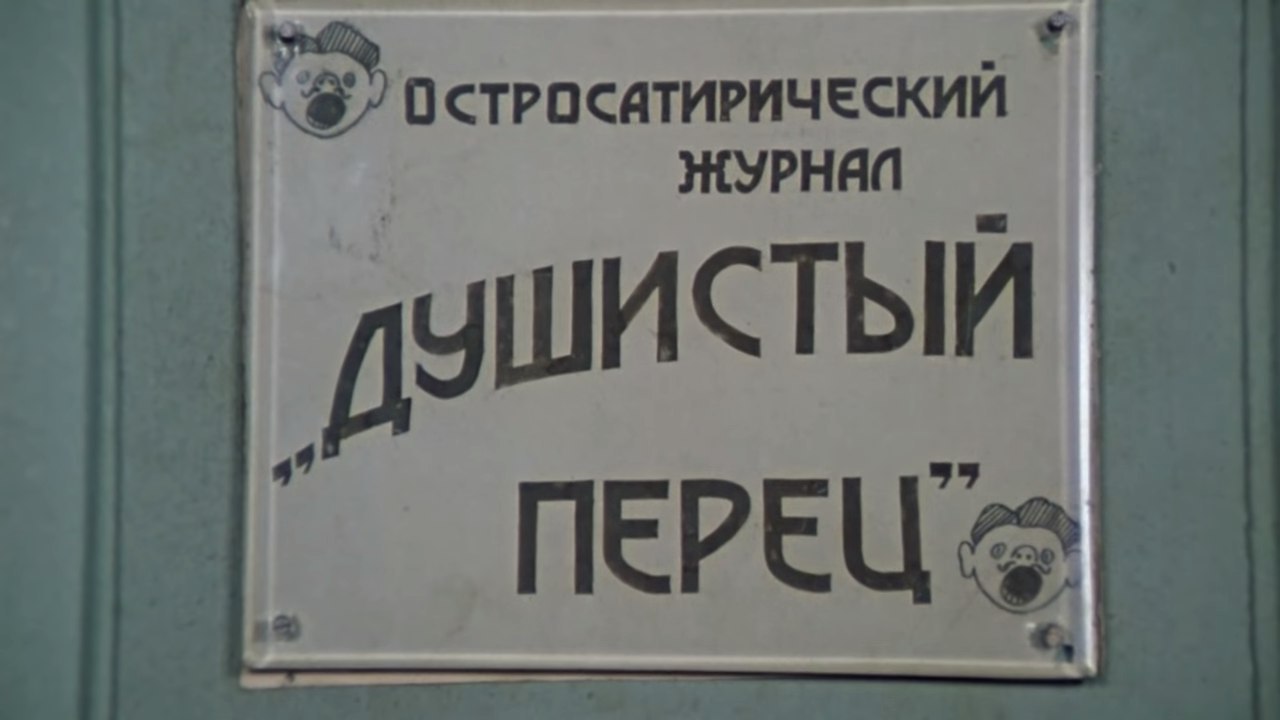 Остросатирический
журнал
„Душистый
перец”